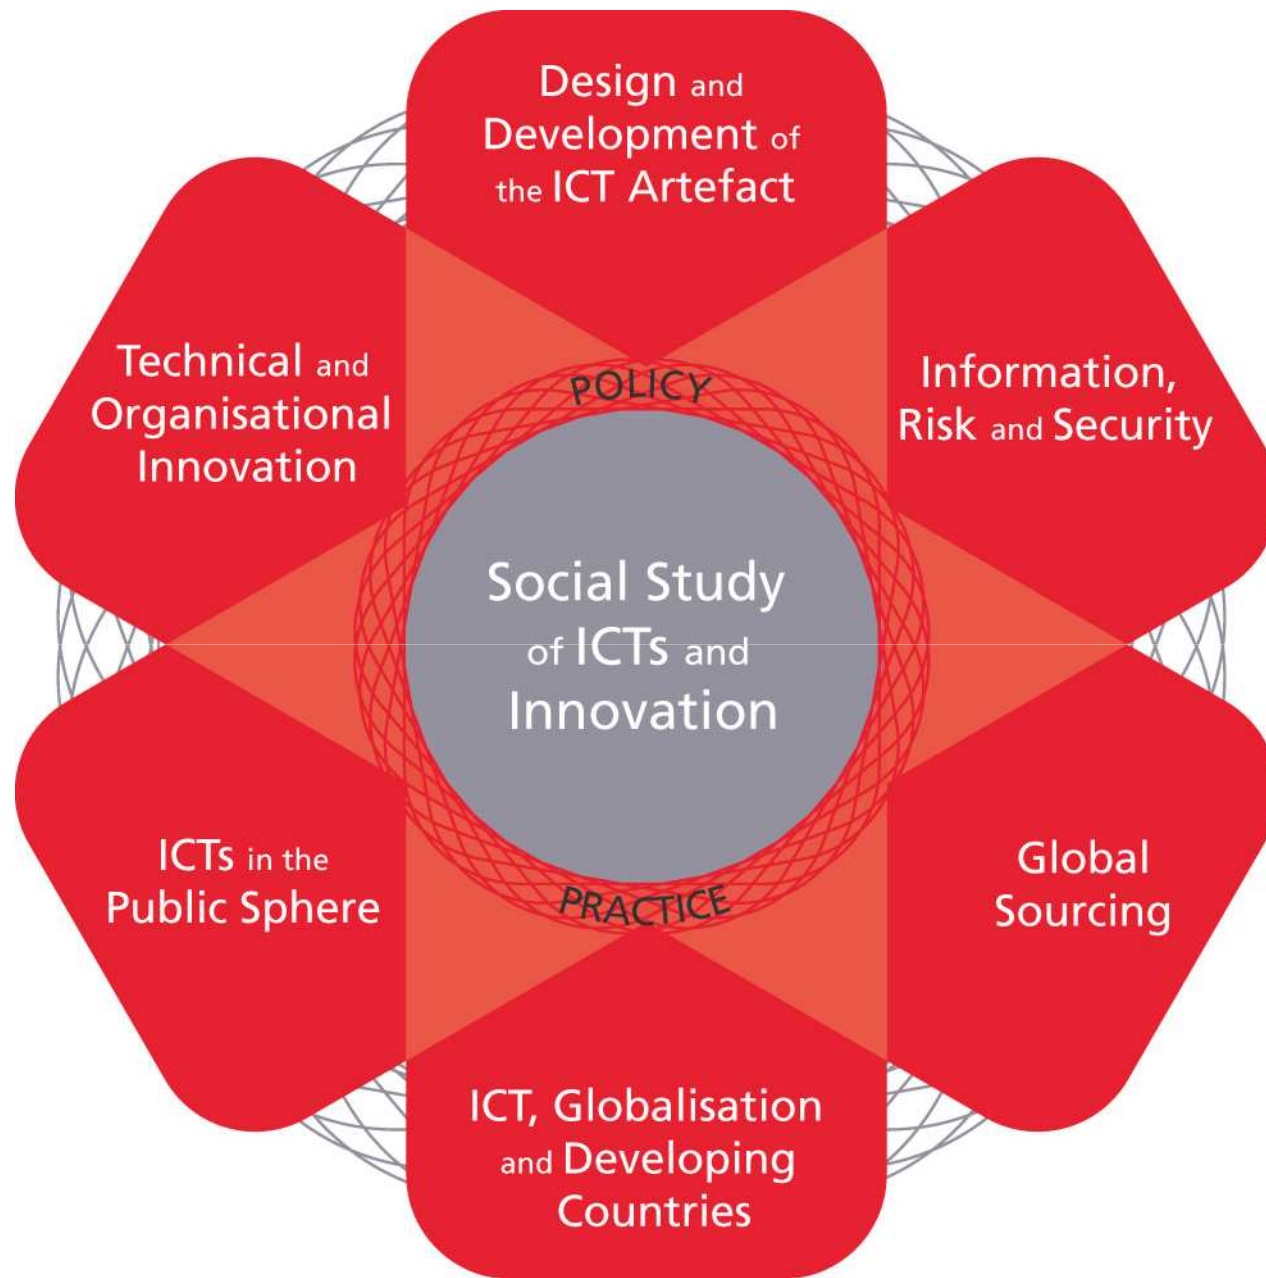 Design and
Development of
the ICT Artefact
Technical and
Organisational
Innovation
Information,
Risk and Security
POLICY
Social Study
of ICTs and
Innovation
PRACTICE
ICTs in the
Public Sphere
Global
Sourcing
ICT, Globalisation
and Developing
Countries